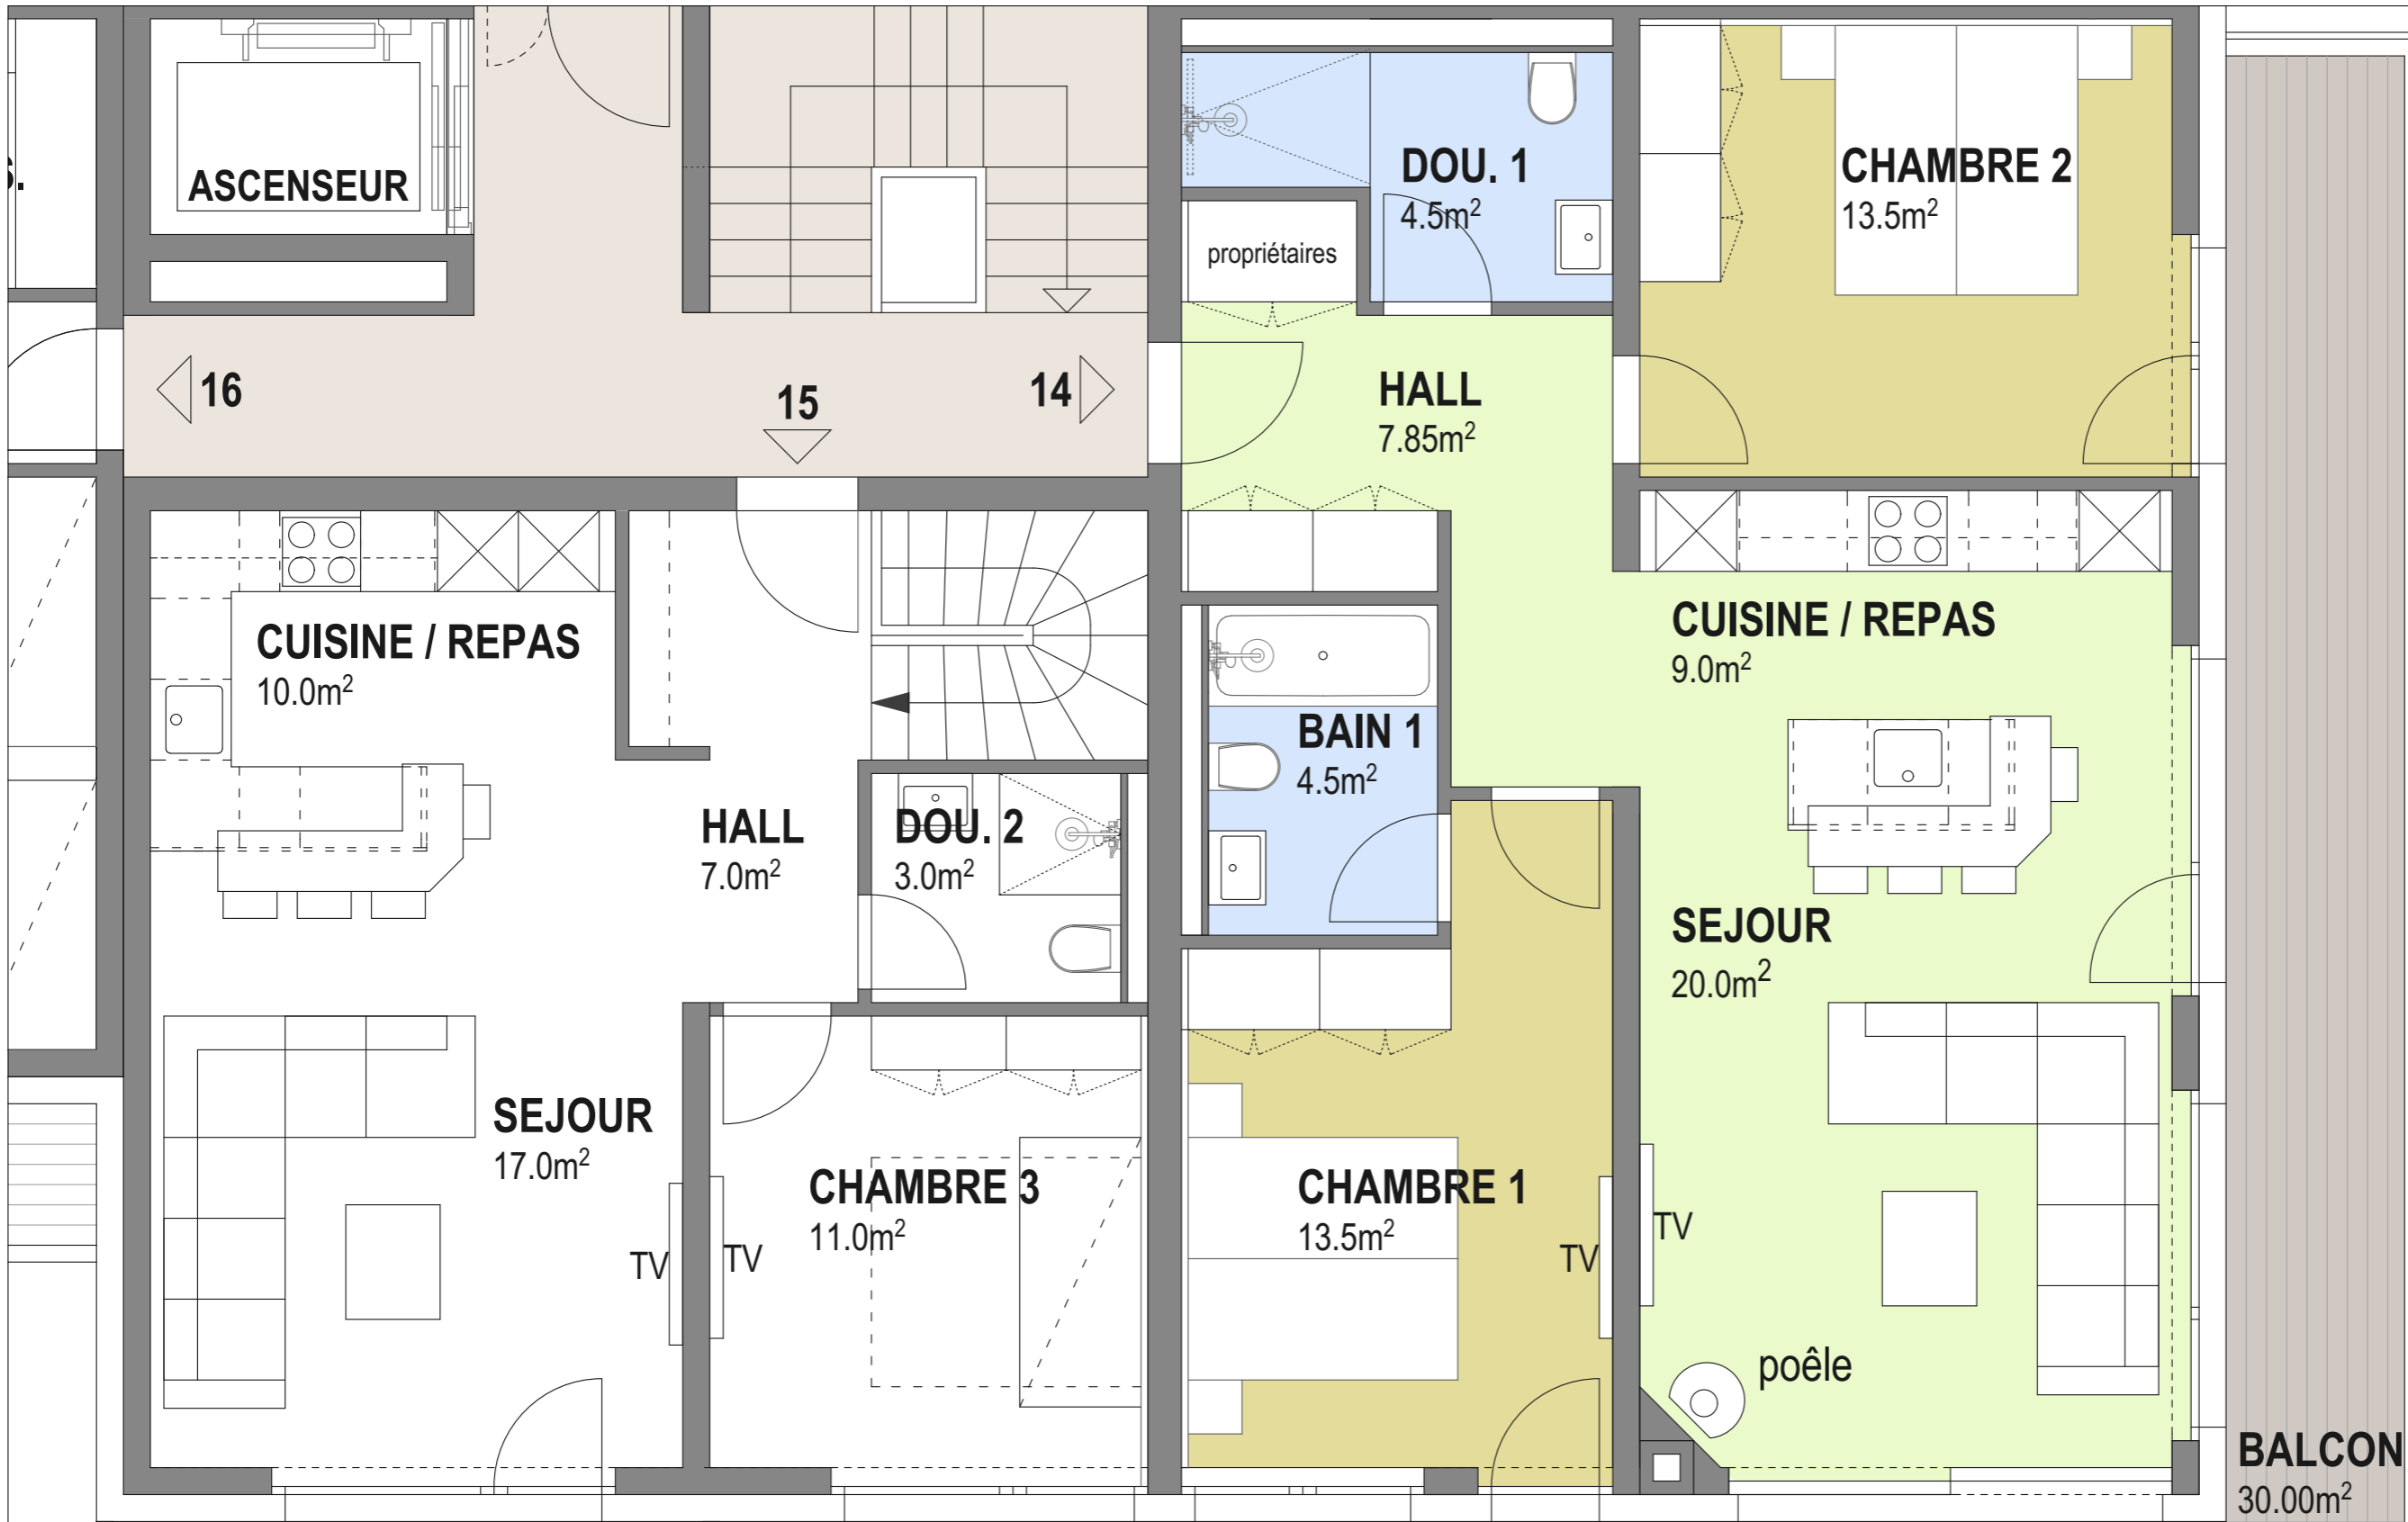 S.
ASCENSEUR
DOU. 1
4.5m²
CHAMBRE 2
13.5m²
propriétaires
16
15
14
HALL
7.85m²
CUISINE / REPAS
10.0m²
CUISINE / REPAS
9.0m²
BAIN 1
4.5m²
HALL
7.0m²
DOU. 2
3.0m²
SEJOUR
20.0m²
SEJOUR
17.0m²
CHAMBRE 3
11.0m²
CHAMBRE 1
13.5m²
TV
TV
TV
TV
poêle
BALCON
30.00m²